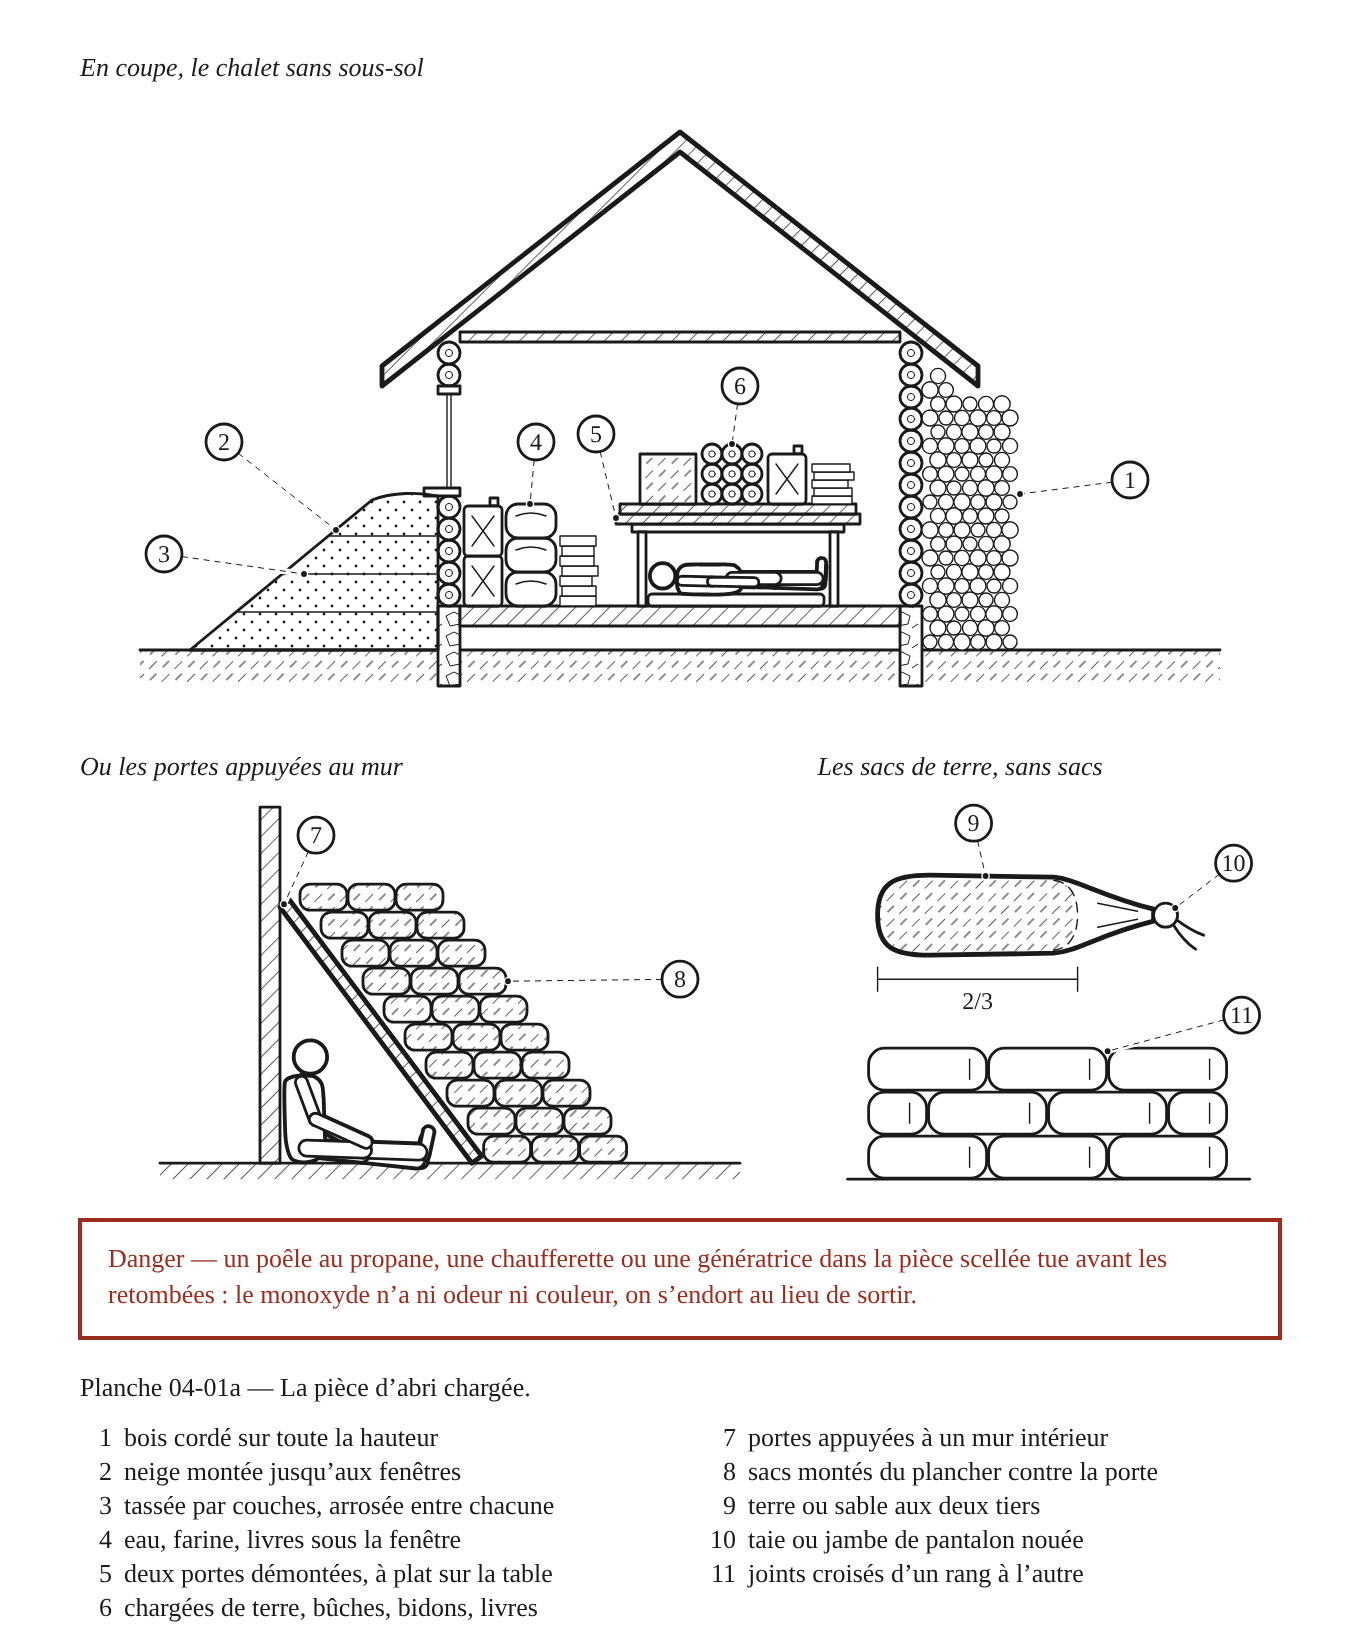 En coupe, le chalet sans sous-sol
6
2
4
5
1
3
Ou les portes appuyées au mur
Les sacs de terre, sans sacs
7
9
10
8
2/3
11
Danger — un poêle au propane, une chaufferette ou une génératrice dans la pièce scellée tue avant les
retombées : le monoxyde n’a ni odeur ni couleur, on s’endort au lieu de sortir.
Planche 04-01a — La pièce d’abri chargée.
1 bois cordé sur toute la hauteur
2 neige montée jusqu’aux fenêtres
3 tassée par couches, arrosée entre chacune
4 eau, farine, livres sous la fenêtre
5 deux portes démontées, à plat sur la table
6 chargées de terre, bûches, bidons, livres
7 portes appuyées à un mur intérieur
8 sacs montés du plancher contre la porte
9 terre ou sable aux deux tiers
10 taie ou jambe de pantalon nouée
11 joints croisés d’un rang à l’autre